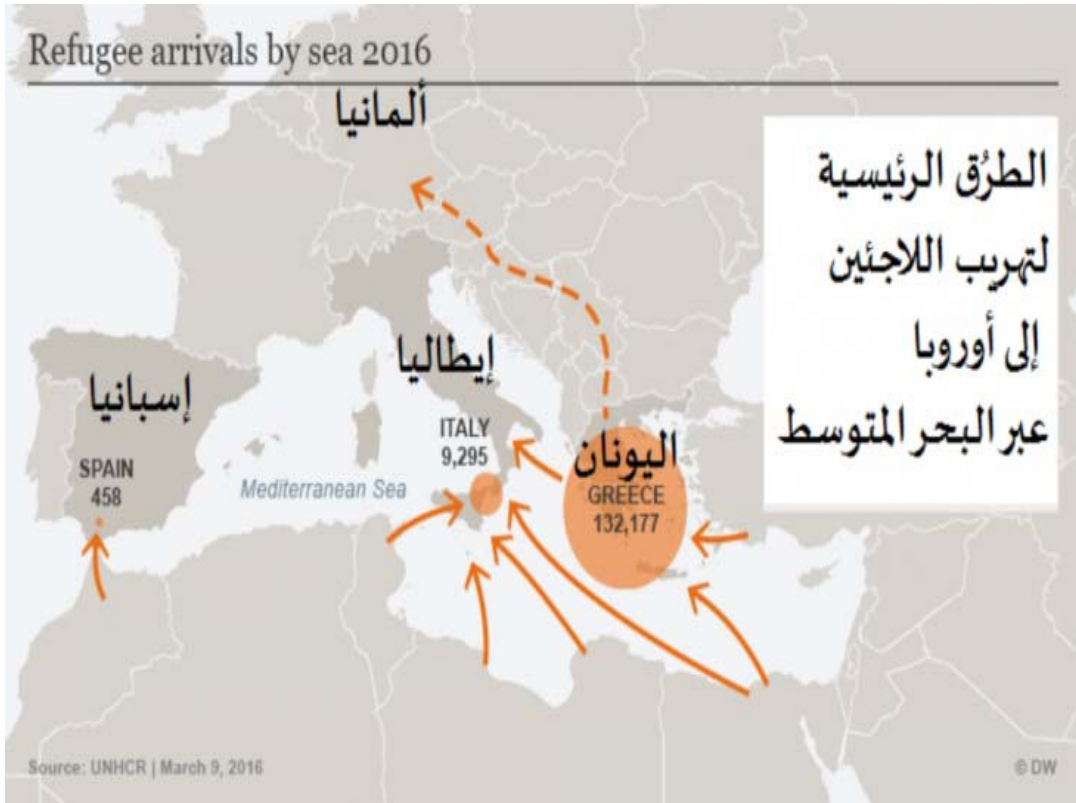 Refugee arrivals by sea 2016
ألمانيا
الطرُق الرئيسية
لتهريب اللاجئين
إلى أوروبا
عبر البحر المتوسط
إيطاليا
إسبانيا
ITALY
9,295
اليونان
SPAIN
458
Mediterranean Sea
GREECE
132,177
Source: UNHCR | March 9, 2016
© DW